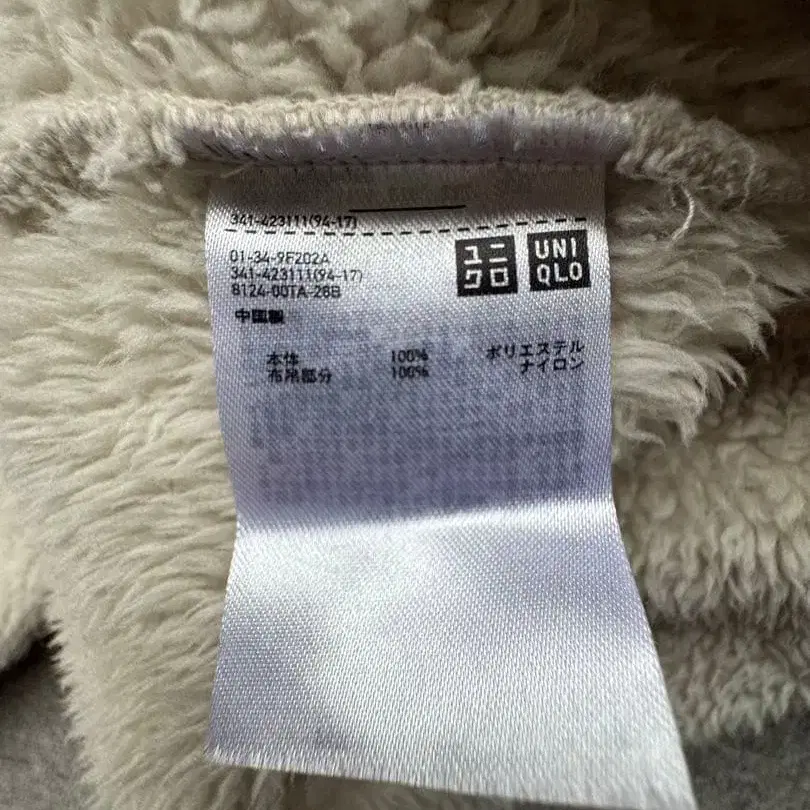 341-423111(94-17)
01-34-9F202A
341-423111(94-17)
8124-00TA-26B
ユニクロ
UNIQLO
中国製
本体 100% ポリエステル
布帛部分 100% ナイロン